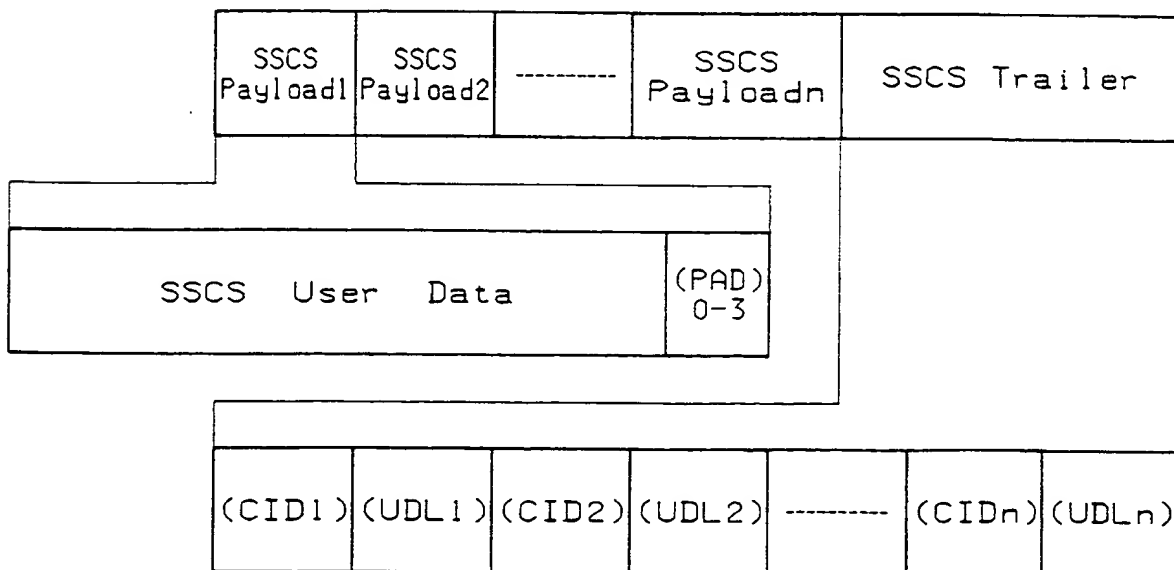 SSCS Payload1
SSCS Payload2
----------
SSCS Payloadn
SSCS Trailer
SSCS User Data
(PAD) 0-3
(CID1) (UDL1) (CID2) (UDL2) ---------- (CIDn) (UDLn)